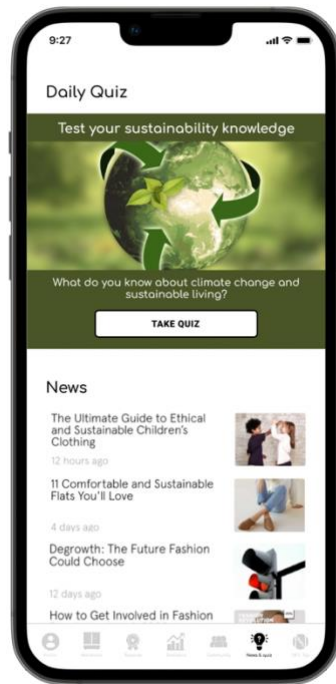 9:27
Daily Quiz
Test your sustainability knowledge
What do you know about climate change and
sustainable living?
TAKE QUIZ
News
The Ultimate Guide to Ethical
and Sustainable Children's
Clothing
12 hours ago
11 Comfortable and Sustainable
Flats You'll Love
4 days ago
Degrowth: The Future Fashion
Could Choose
12 days ago
How to Get Involved in Fashion
News & quiz